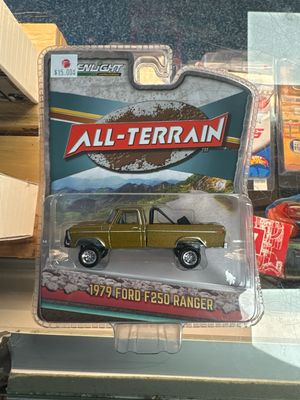 $15.00
ENLIGHT
ALL-TERRAIN
1979 FORD F250 RANGER